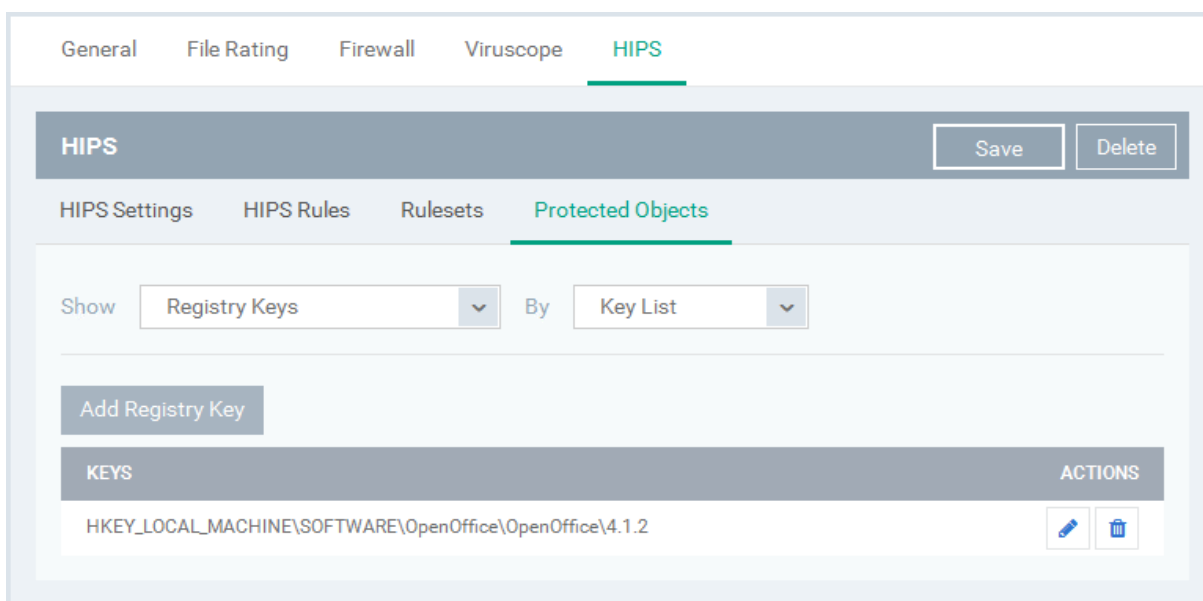 General File Rating Firewall Viruscope HIPS
HIPS Save Delete
HIPS Settings HIPS Rules Rulesets Protected Objects
Show Registry Keys By Key List
Add Registry Key
KEYS ACTIONS
HKEY_LOCAL_MACHINE\SOFTWARE\OpenOffice\OpenOffice\4.1.2